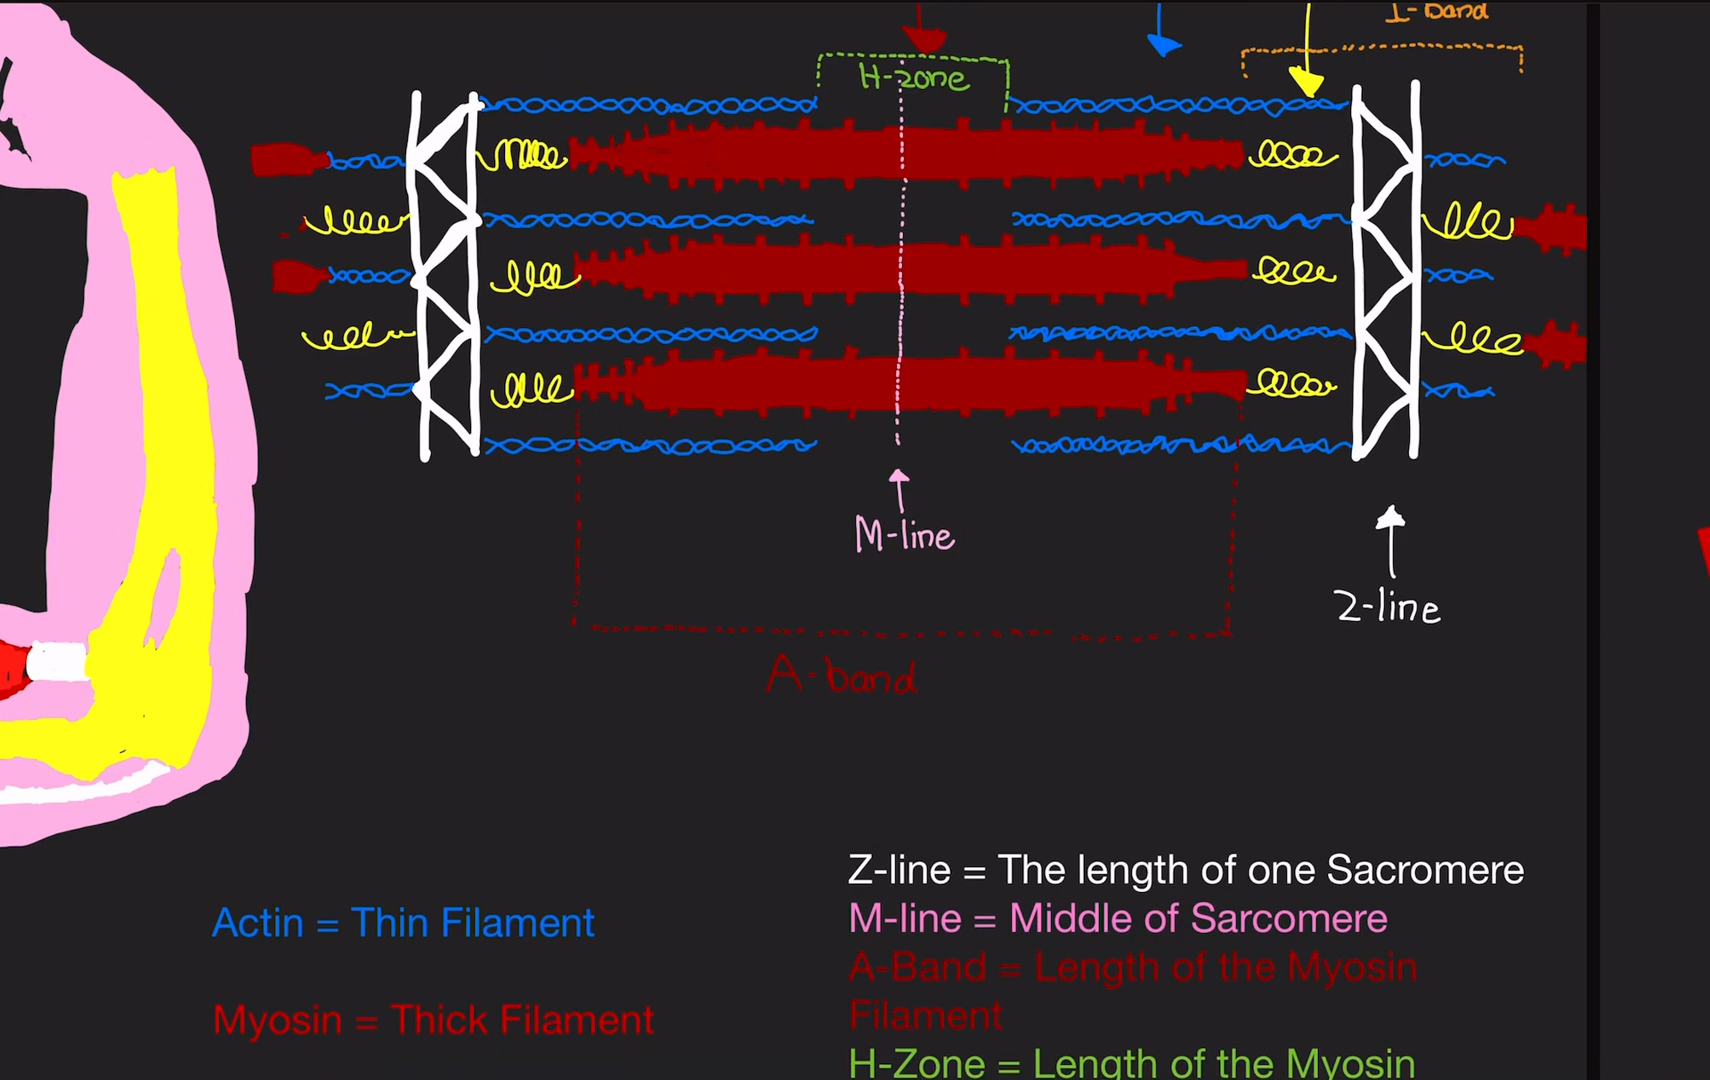 I-band
H-zone
M-line
Z-line
A-band
Z-line = The length of one Sacromere
Actin = Thin Filament
M-line = Middle of Sarcomere
A-Band = Length of the Myosin
Filament
Myosin = Thick Filament
H-Zone = Length of the Myosin